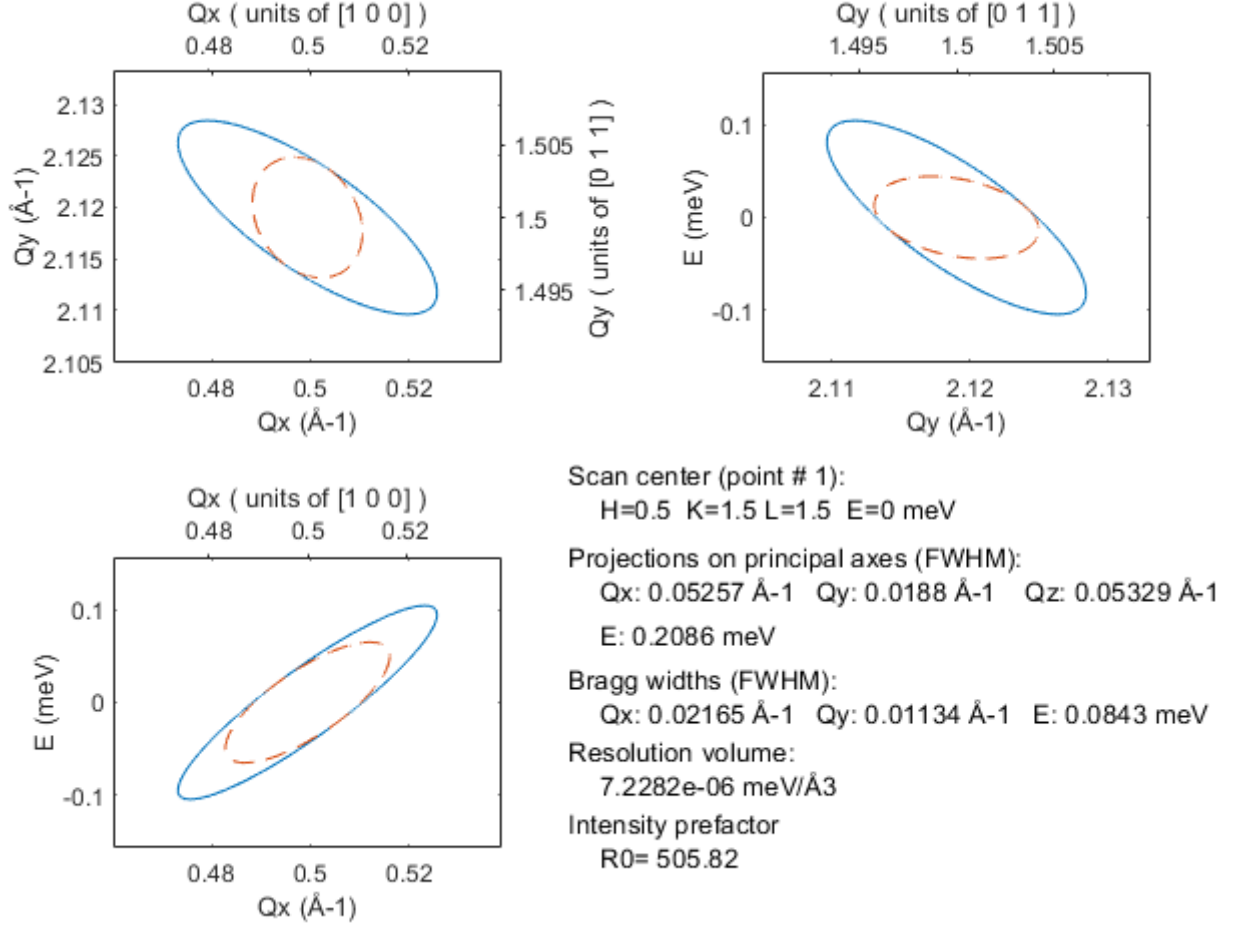 Qx ( units of [1 0 0] )
0.48 0.5 0.52
2.13
2.125
2.12
2.115
2.11
2.105
Qy (Å-1)
1.505
1.5
1.495
Qy ( units of [0 1 1] )
0.48 0.5 0.52
Qx (Å-1)
Qy ( units of [0 1 1] )
1.495 1.5 1.505
0.1
0
-0.1
E (meV)
2.11 2.12 2.13
Qy (Å-1)
Qx ( units of [1 0 0] )
0.48 0.5 0.52
0.1
0
-0.1
E (meV)
0.48 0.5 0.52
Qx (Å-1)
Scan center (point # 1):
H=0.5 K=1.5 L=1.5 E=0 meV
Projections on principal axes (FWHM):
Qx: 0.05257 Å-1 Qy: 0.0188 Å-1 Qz: 0.05329 Å-1
E: 0.2086 meV
Bragg widths (FWHM):
Qx: 0.02165 Å-1 Qy: 0.01134 Å-1 E: 0.0843 meV
Resolution volume:
7.2282e-06 meV/Å3
Intensity prefactor
R0= 505.82